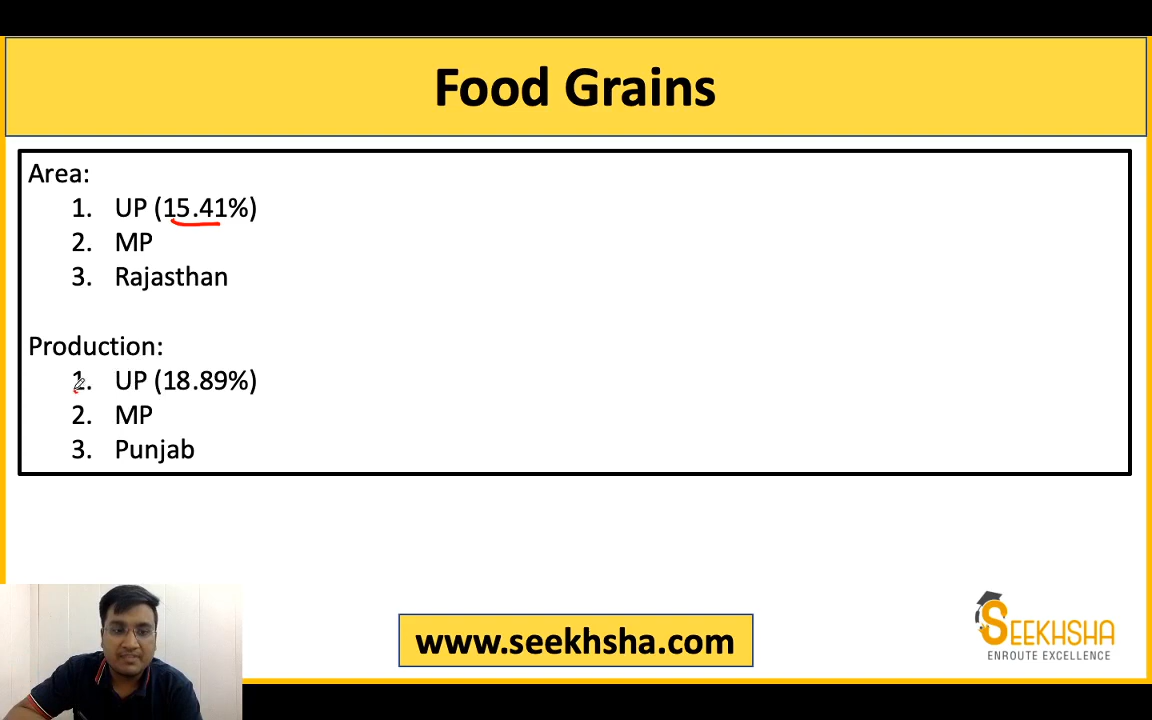 Food Grains
Area:
1. UP (15.41%)
2. MP
3. Rajasthan
Production:
1. UP (18.89%)
2. MP
3. Punjab
www.seekhsha.com
SEEKHSHA
ENROUTE EXCELLENCE